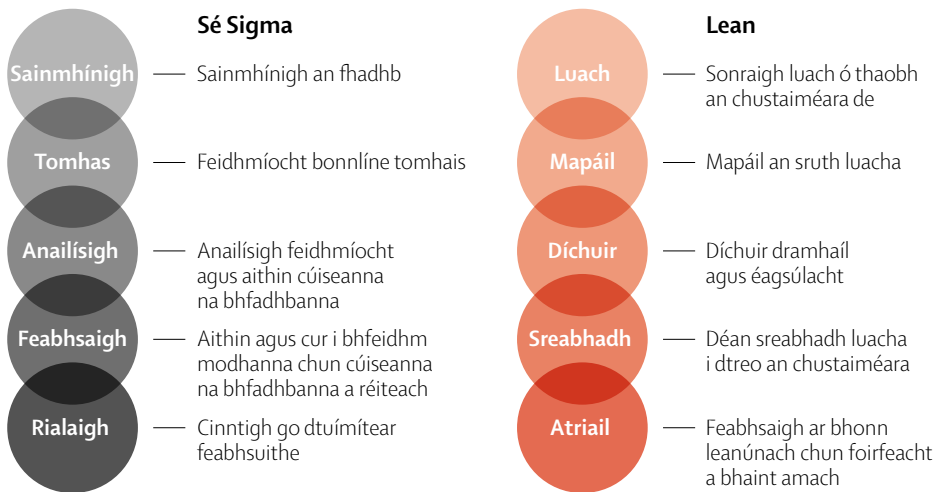 Sé Sigma
Sainmhínigh
Sainmhínigh an fhadhb
Tomhas
Feidhmíocht bonnlíne tomhais
Anailísigh
Anailísigh feidhmíocht
agus aithin cúiseanna
na bhfadhbanna
Feabhsaigh
Aithin agus cur i bhfeidhm
modhanna chun cúiseanna
na bhfadhbanna a réiteach
Rialaigh
Cinntigh go dtuímítear
feabhsuithe
Lean
Luach
Sonraigh luach ó thaobh
an chustaiméara de
Mapáil
Mapáil an sruth luacha
Díchuir
Díchuir dramhaíl
agus éagsúlacht
Sreabhadh
Déan sreabhadh luacha
i dtreo an chustaiméara
Atriail
Feabhsaigh ar bhonn
leanúnach chun foirfeacht
a bhaint amach